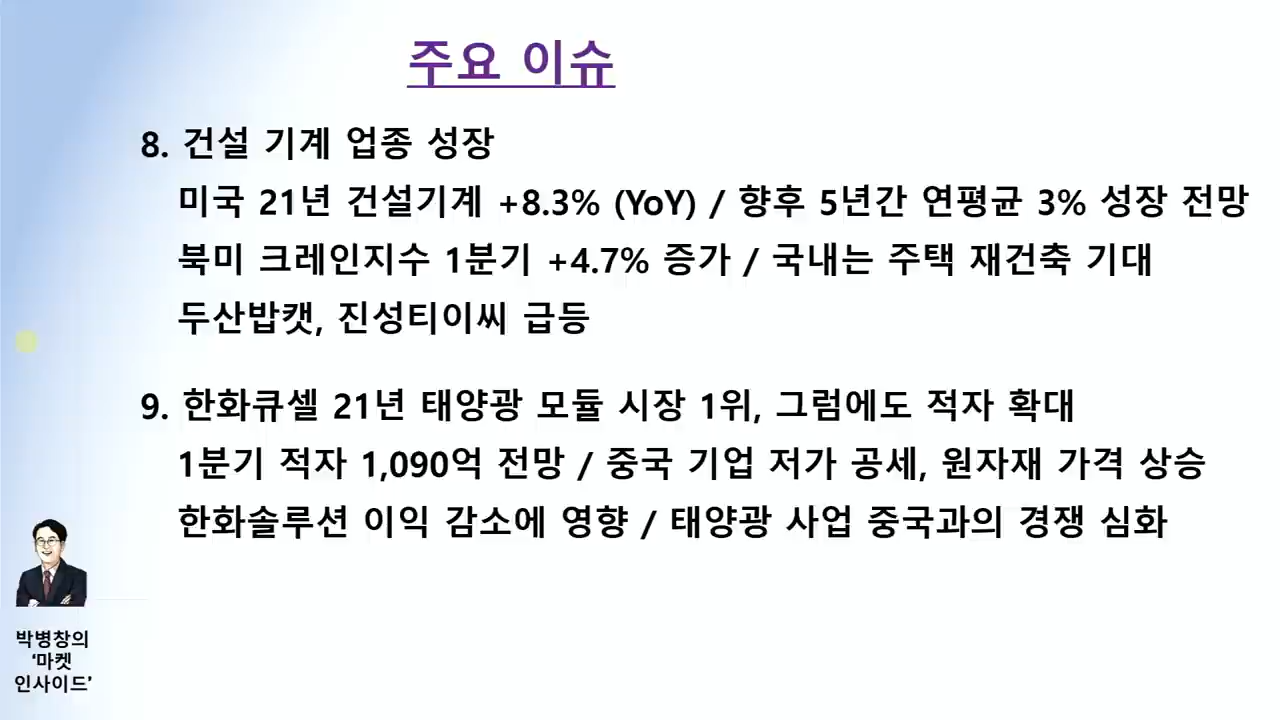 주요 이슈
8. 건설 기계 업종 성장
미국 21년 건설기계 +8.3% (YoY) / 향후 5년간 연평균 3% 성장 전망
북미 크레인지수 1분기 +4.7% 증가 / 국내는 주택 재건축 기대
두산밥캣, 진성티이씨 급등
9. 한화큐셀 21년 태양광 모듈 시장 1위, 그럼에도 적자 확대
1분기 적자 1,090억 전망 / 중국 기업 저가 공세, 원자재 가격 상승
한화솔루션 이익 감소에 영향 / 태양광 사업 중국과의 경쟁 심화
박병창의
‘마켓
인사이드’